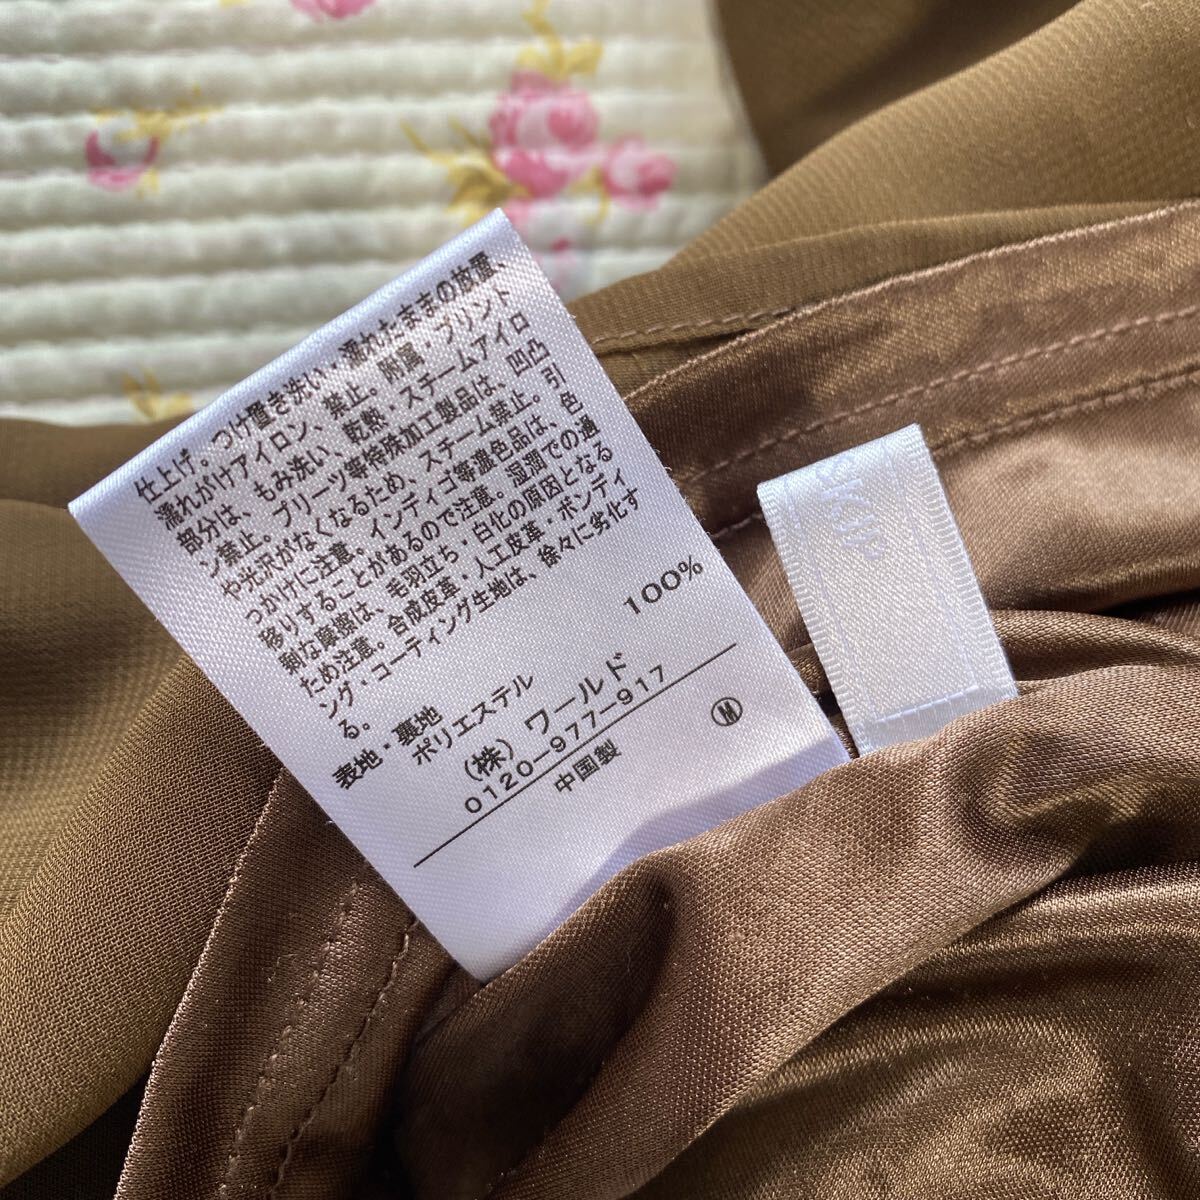 仕上げ。つけ置き洗い・濡れたままの放置、
濡れがけアイロン、禁止。附属・プリント
部分は、もみ洗い、乾燥・スチームアイロ
ン禁止。プリーツ等特殊加工製品は、凹凸
や光沢がなくなるため、スチーム禁止。
つかけに注意。インディゴ等濃色品は、色
移りすることがあるので注意。湿潤での過
剰な摩擦は、毛羽立ち・白化の原因となる
ため注意。合成皮革・人工皮革・ボンディ
ング・コーティング生地は、徐々に劣化す
る。
表地・裏地
ポリエステル 100%
(株)ワールド
0120-977-917
中国製 M